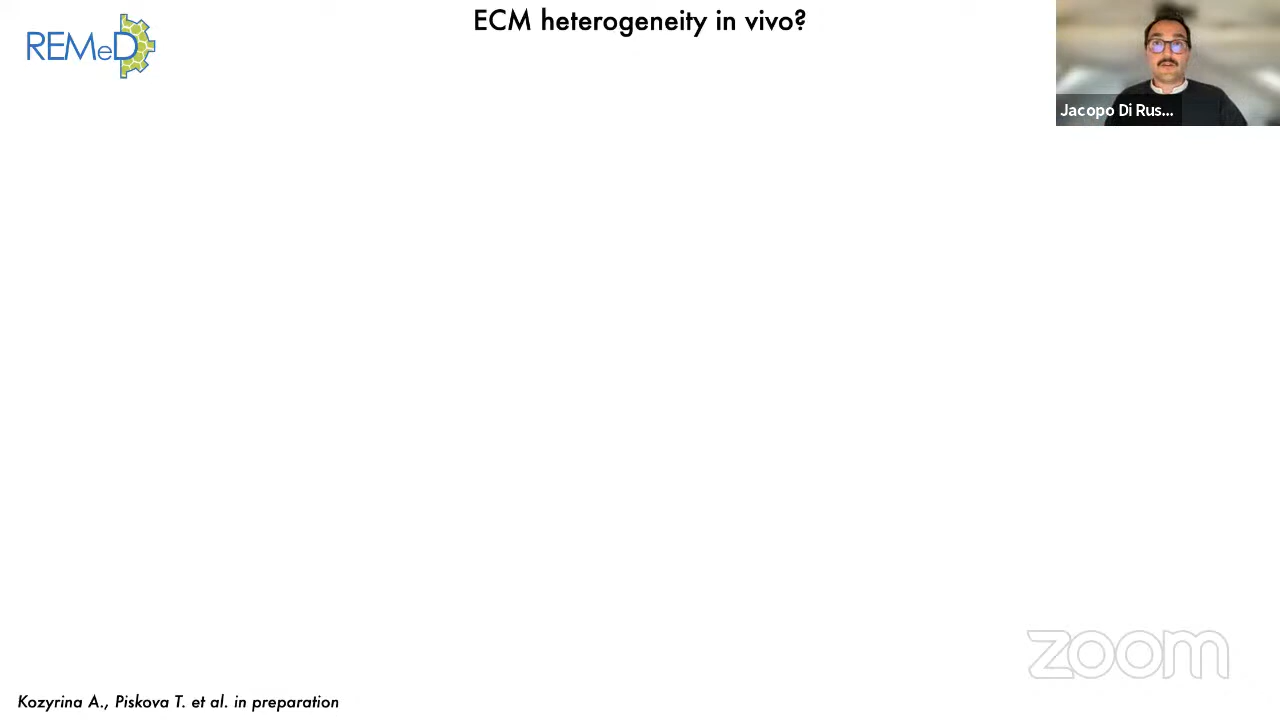 ECM heterogeneity in vivo?
REMeD
Jacopo Di Rus...
zoom
Kozyrina A., Piskova T. et al. in preparation